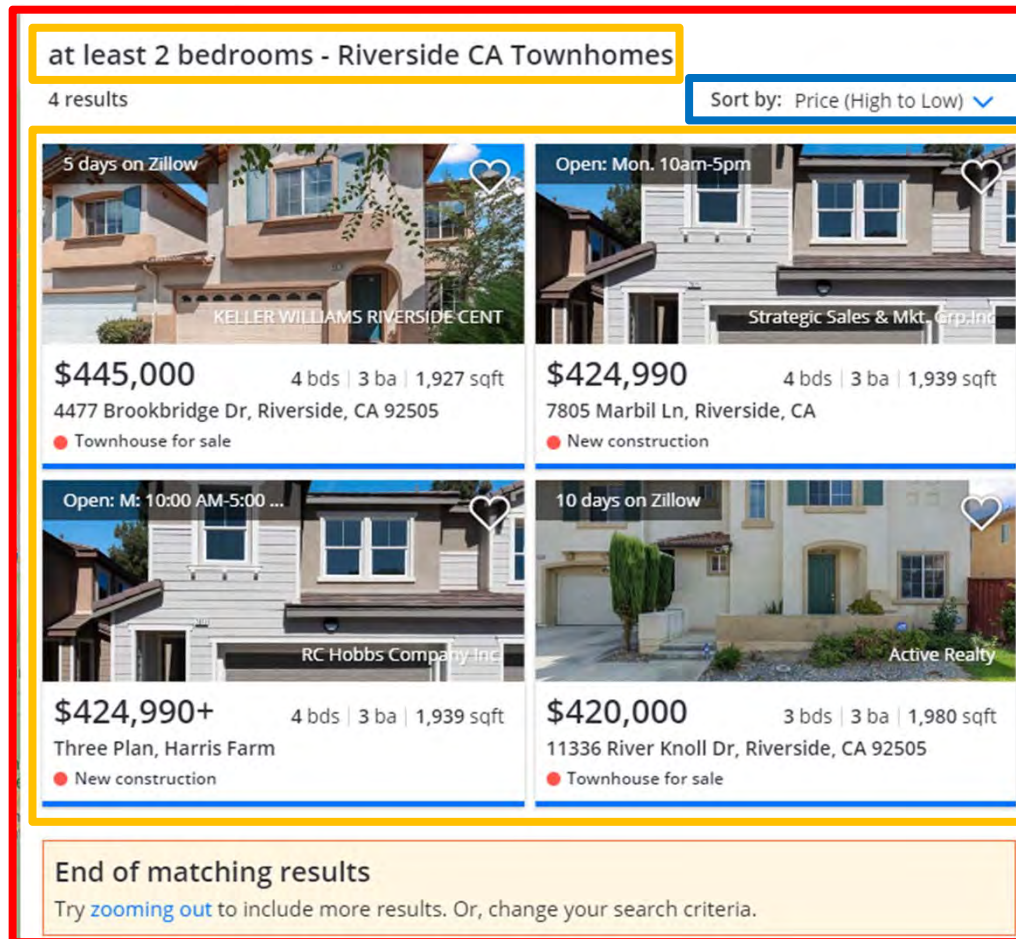 at least 2 bedrooms - Riverside CA Townhomes
4 results
Sort by: Price (High to Low)
5 days on Zillow
KELLER WILLIAMS RIVERSIDE CENT
$445,000 4 bds | 3 ba | 1,927 sqft
4477 Brookbridge Dr, Riverside, CA 92505
Townhouse for sale
Open: Mon. 10am-5pm
Strategic Sales & Mkt. Grp.Inc
$424,990 4 bds | 3 ba | 1,939 sqft
7805 Marbil Ln, Riverside, CA
New construction
Open: M: 10:00 AM-5:00 ...
RC Hobbs Company Inc
$424,990+ 4 bds | 3 ba | 1,939 sqft
Three Plan, Harris Farm
New construction
10 days on Zillow
Active Realty
$420,000 3 bds | 3 ba | 1,980 sqft
11336 River Knoll Dr, Riverside, CA 92505
Townhouse for sale
End of matching results
Try zooming out to include more results. Or, change your search criteria.